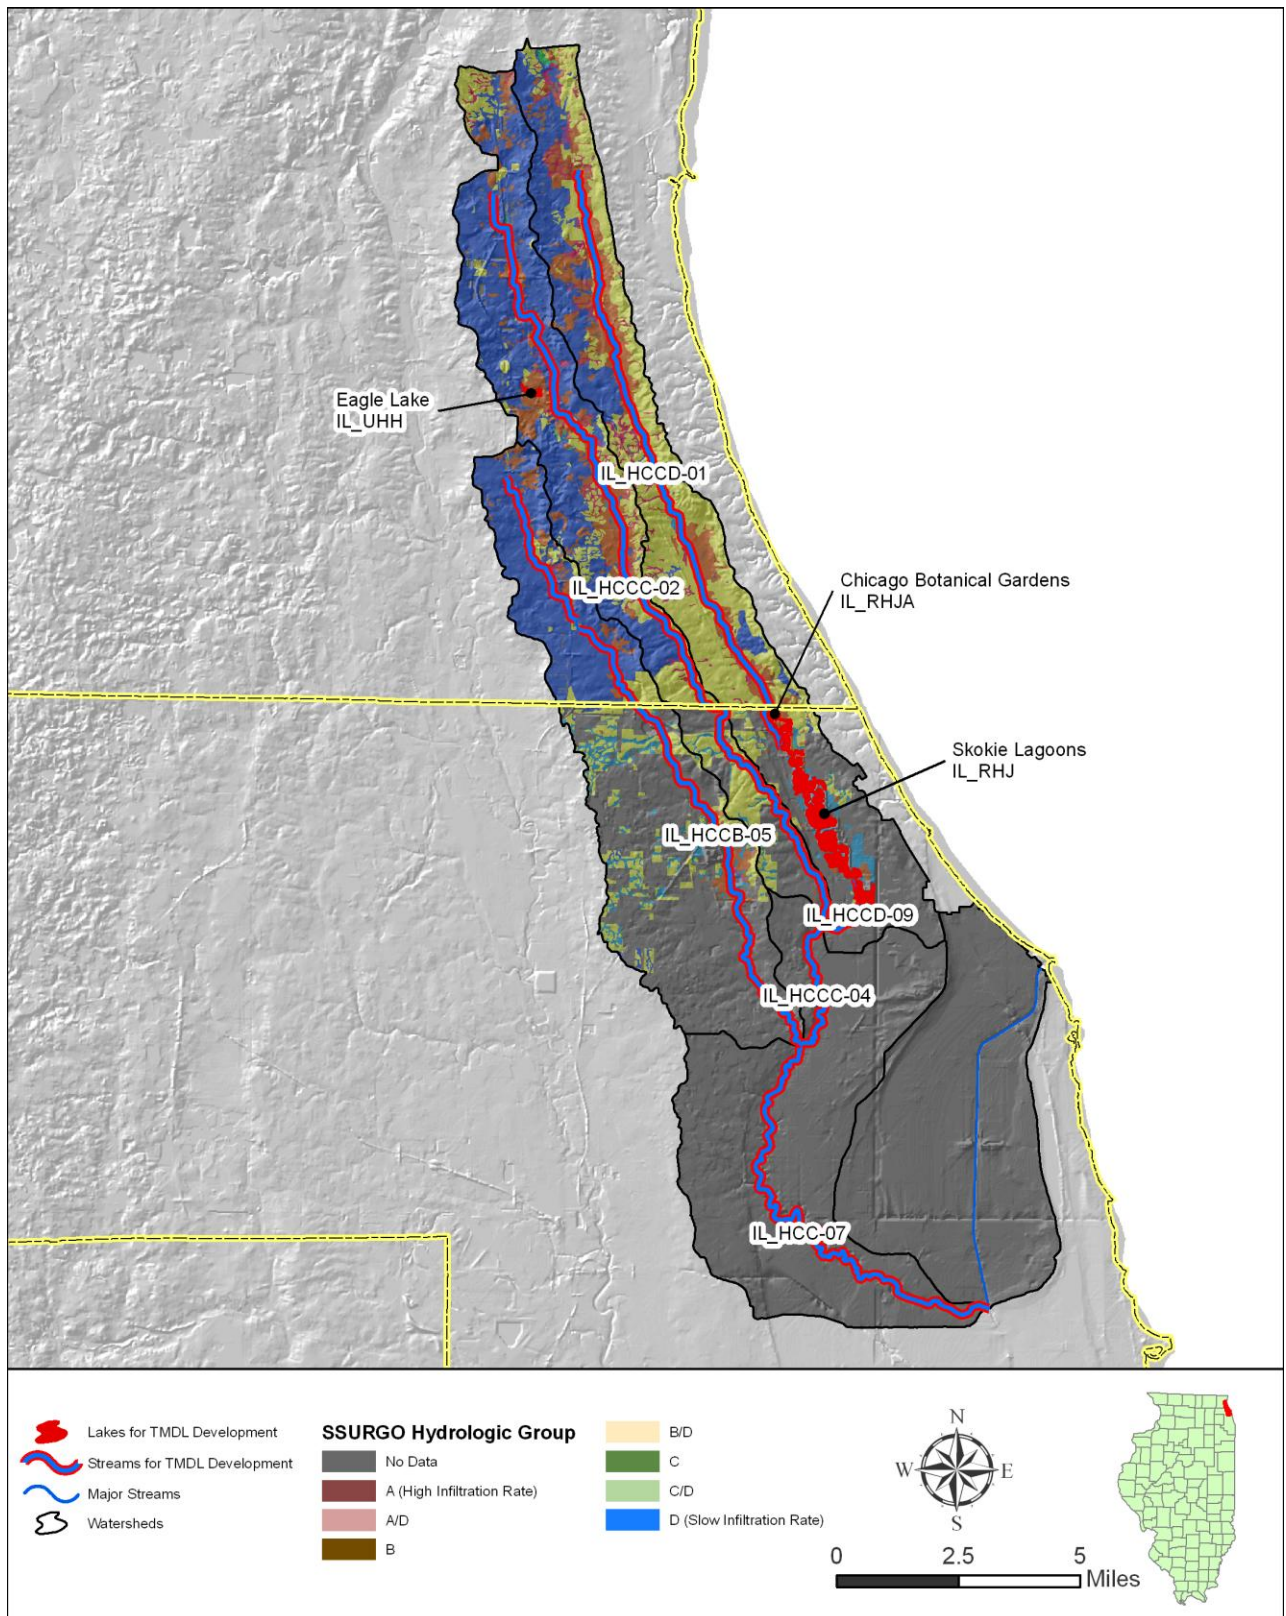 Eagle Lake
IL_UHH
IL_HCCD-01
Chicago Botanical Gardens
IL_RHJA
IL_HCCC-02
Skokie Lagoons
IL_RHJ
IL_HCCB-05
IL_HCCD-09
IL_HCCC-04
IL_HCC-07
Lakes for TMDL Development
Streams for TMDL Development
Major Streams
Watersheds
SSURGO Hydrologic Group
No Data
A (High Infiltration Rate)
A/D
B
B/D
C
C/D
D (Slow Infiltration Rate)
N
W E
S
0 2.5 5
Miles